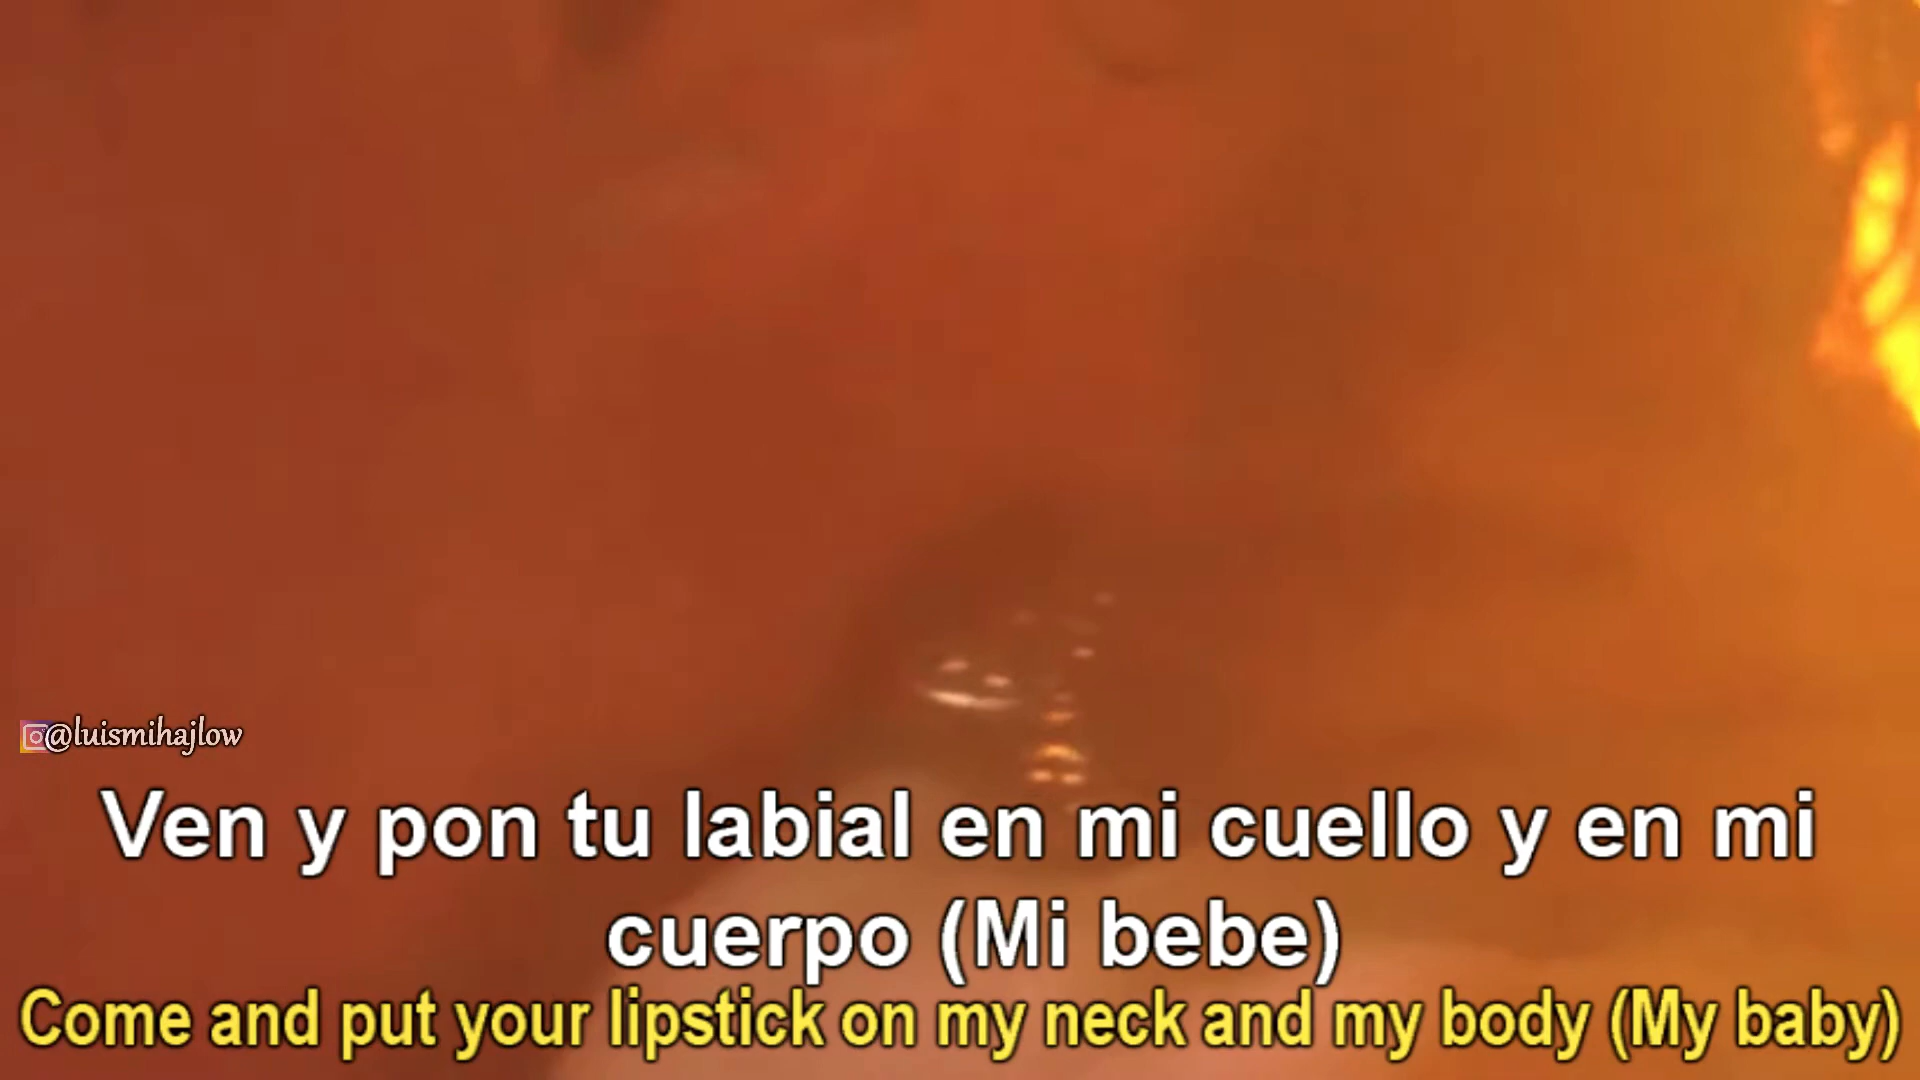 @luismihajlow
Ven y pon tu labial en mi cuello y en mi
cuerpo (Mi bebe)
Come and put your lipstick on my neck and my body (My baby)